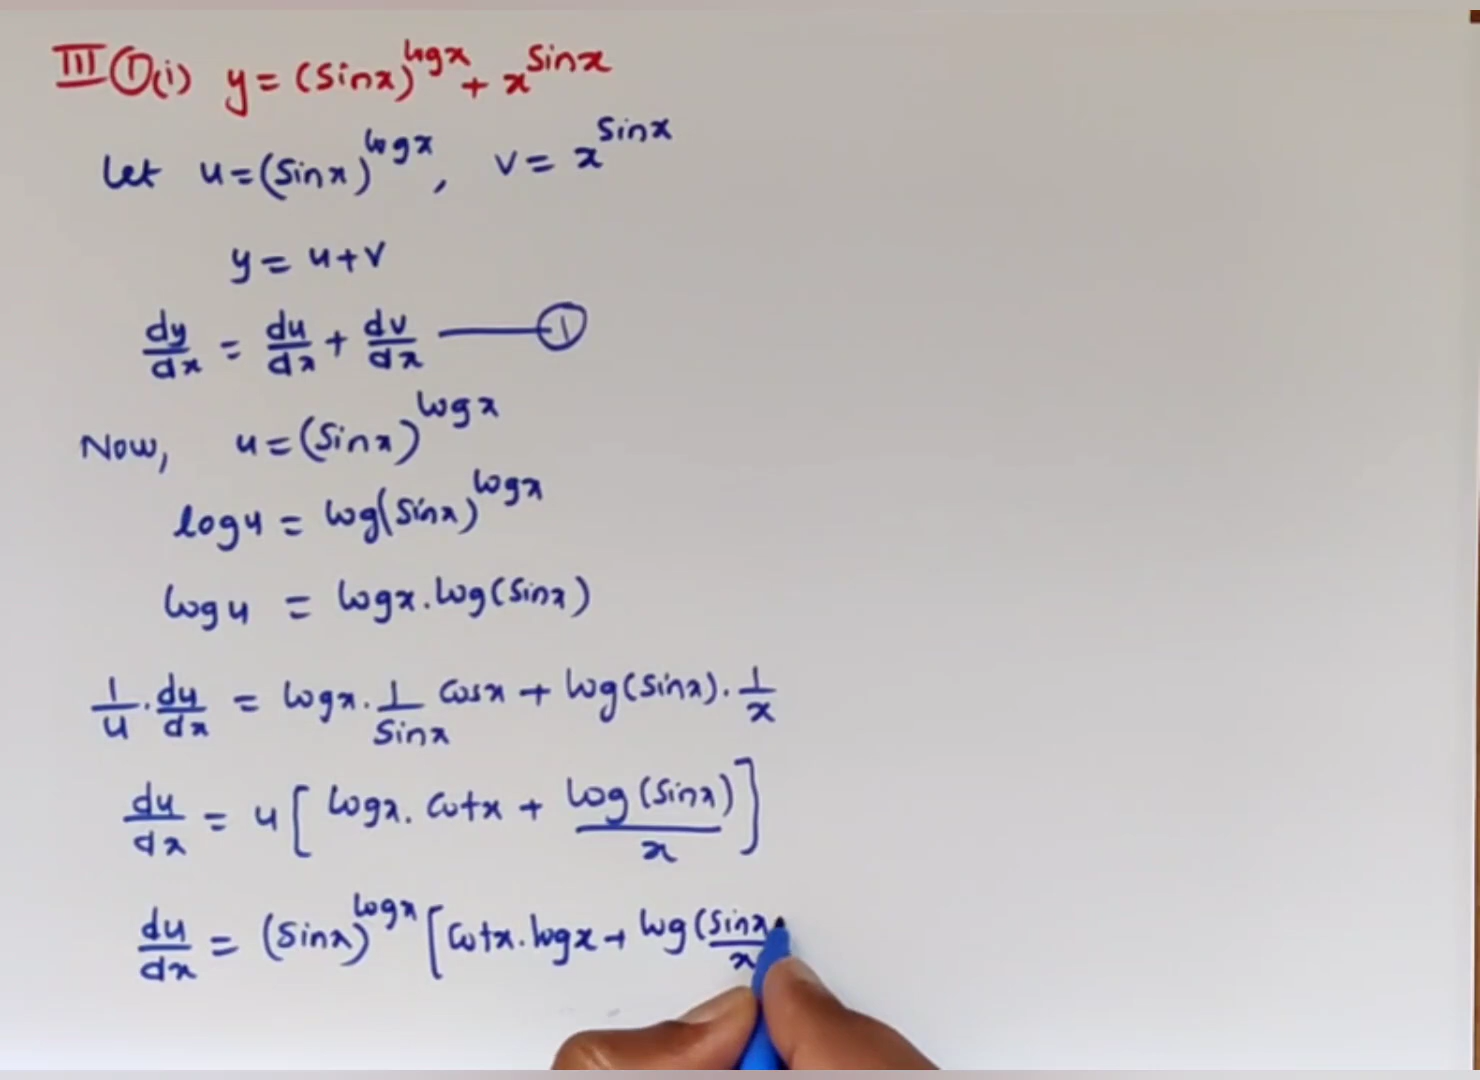 III ① (i) y = (sinx)^logx + x^sinx
Let u = (sinx)^logx, v = x^sinx
y = u+v
dy/dx = du/dx + dv/dx —— ①
Now, u = (sinx)^logx
log u = log(sinx)^logx
log u = logx . log(sinx)
1/u . du/dx = logx . 1/sinx cosx + log(sinx) . 1/x
du/dx = u [ logx . cotx + log(sinx)/x ]
du/dx = (sinx)^logx [ cotx . logx + log(sinx/x